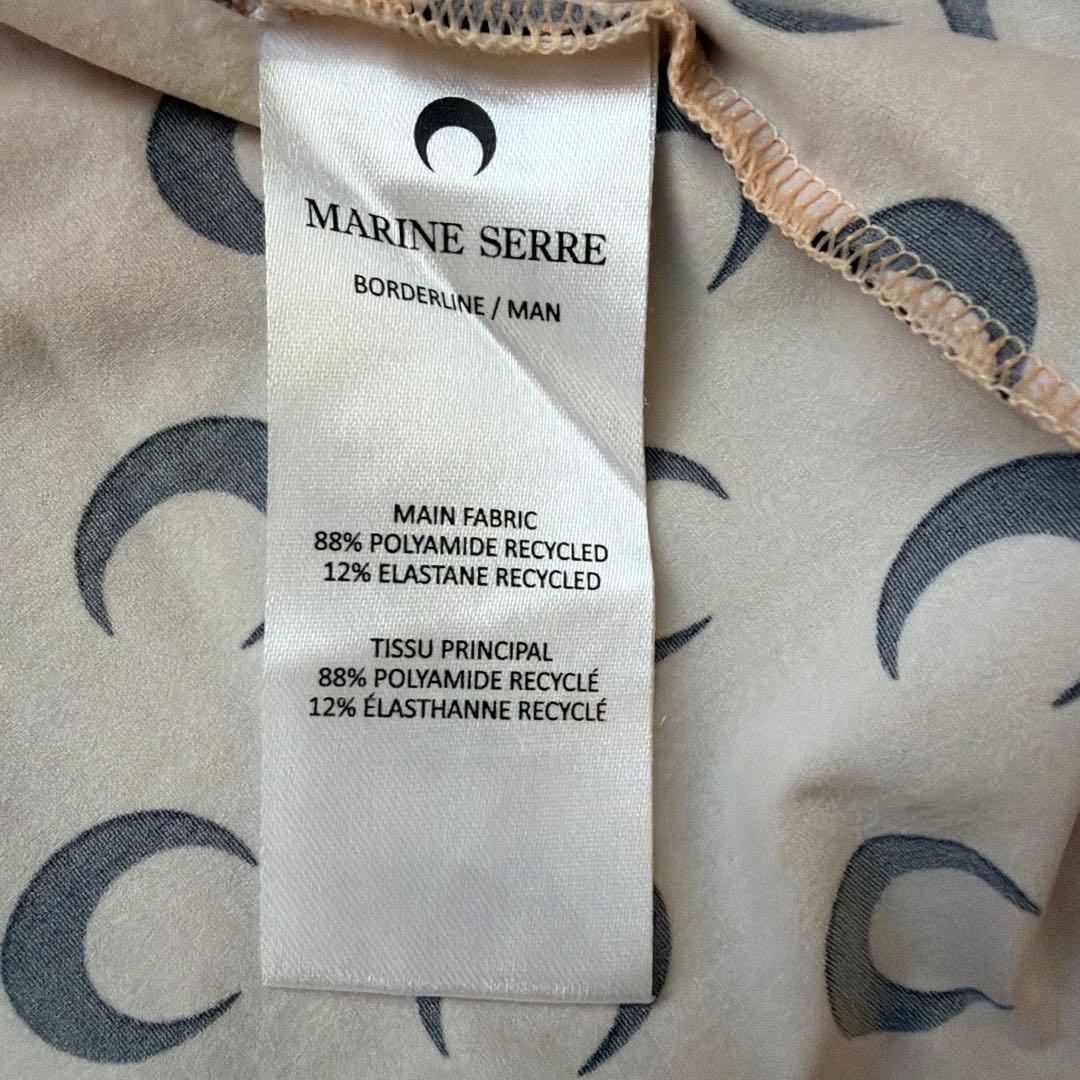 MARINE SERRE
BORDERLINE / MAN
MAIN FABRIC
88% POLYAMIDE RECYCLED
12% ELASTANE RECYCLED
TISSU PRINCIPAL
88% POLYAMIDE RECYCLÉ
12% ÉLASTHANNE RECYCLÉ